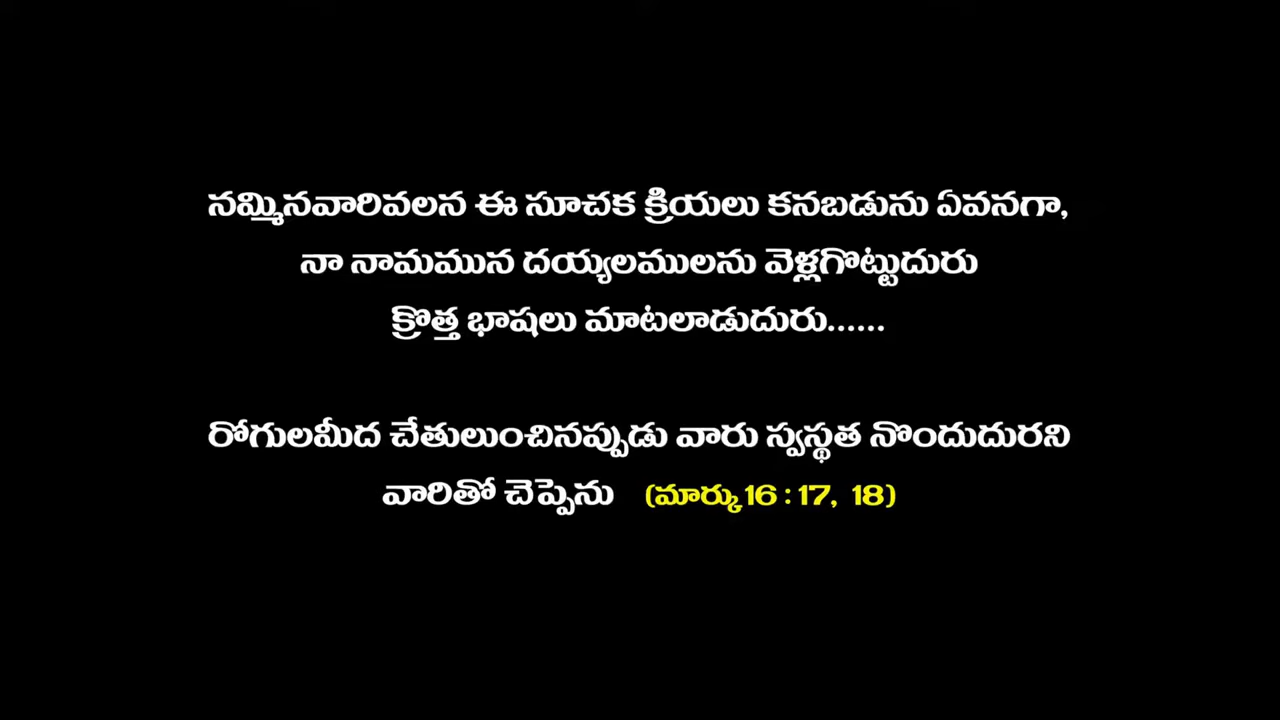 నమ్మినవారివలన ఈ సూచక క్రియలు కనబడును ఏవనగా,
నా నామమున దయ్యలములను వెళ్లగొట్టుదురు
క్రొత్త భాషలు మాటలాడుదురు......
రోగులమీద చేతులుంచినప్పుడు వారు స్వస్థత నొందుదురని
వారితో చెప్పెను (మార్కు 16 : 17, 18)